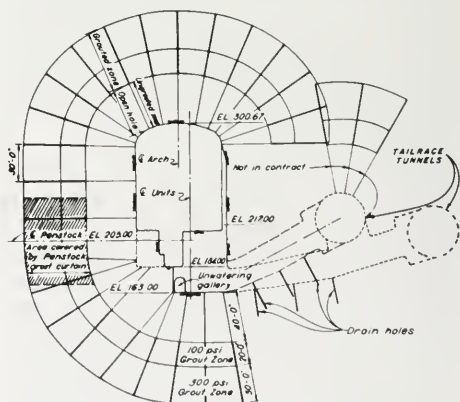 Grouted zone
Open hole
Ungrouted
EL 300.67
℄ Arch
Not in contract
TAILRACE
TUNNELS
30'-0"
℄ Units
EL 217.00
EL 205.00
℄ Penstock
Area covered
by Penstock
grout curtain
EL 184.00
Unwatering
gallery
EL 163.00
Drain holes
40'-0"
20'-0"
50'-0"
100 psi
Grout Zone
300 psi
Grout Zone